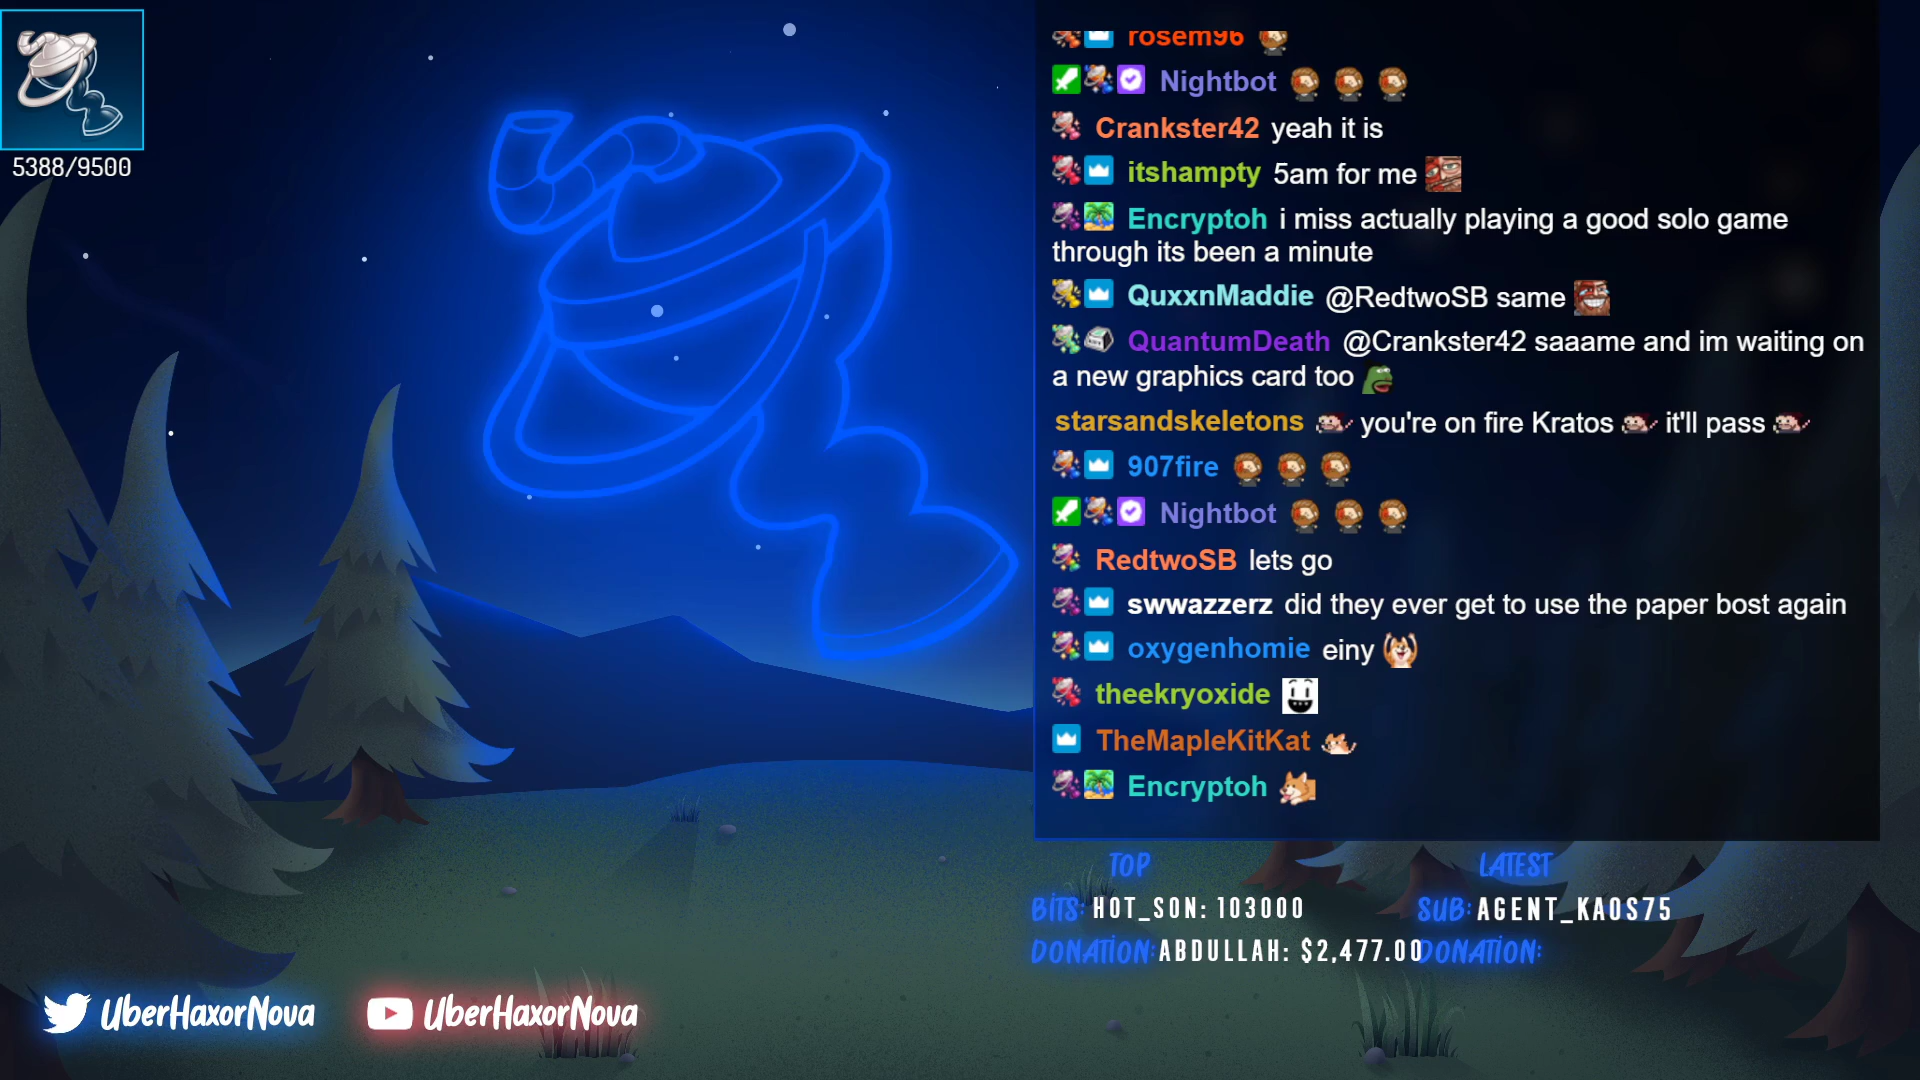 5388/9500
rosem96
Nightbot
Crankster42 yeah it is
itshampty 5am for me
Encryptoh i miss actually playing a good solo game
through its been a minute
QuxxnMaddie @RedtwoSB same
QuantumDeath @Crankster42 saaame and im waiting on
a new graphics card too
starsandskeletons you're on fire Kratos it'll pass
907fire
Nightbot
RedtwoSB lets go
swwazzerz did they ever get to use the paper bost again
oxygenhomie einy
theekryoxide
TheMapleKitKat
Encryptoh
TOP
BITS: HOT_SON: 103000
DONATION: ABDULLAH: $2,477.00
LATEST
SUB: AGENT_KAOS75
DONATION:
UberHaxorNova
UberHaxorNova